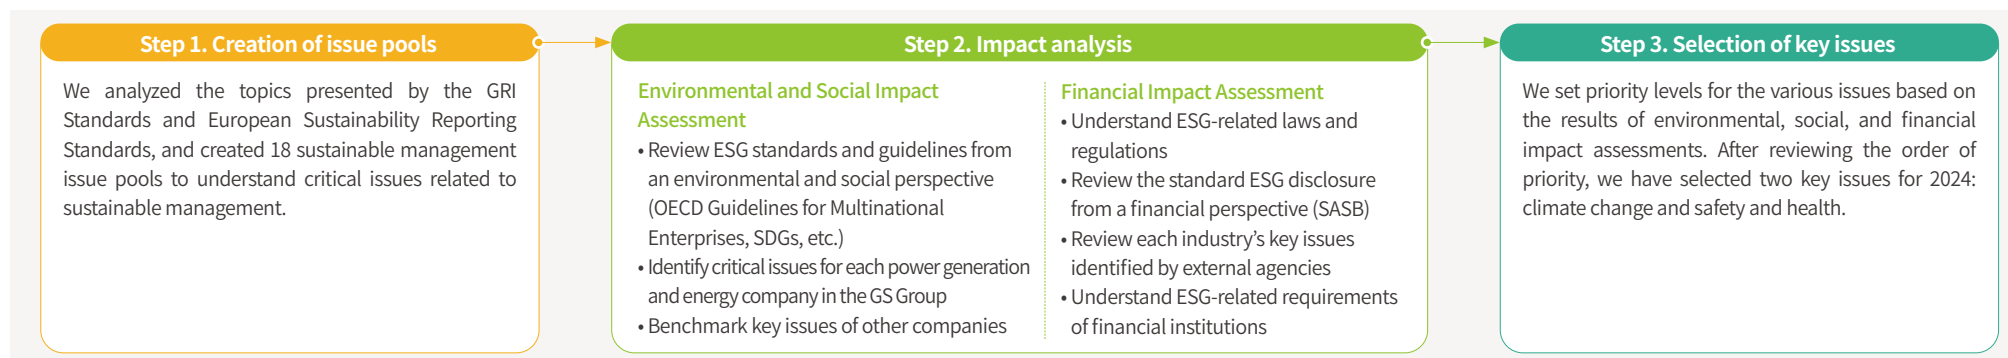 Step 1. Creation of issue pools
We analyzed the topics presented by the GRI
Standards and European Sustainability Reporting
Standards, and created 18 sustainable management
issue pools to understand critical issues related to
sustainable management.
Step 2. Impact analysis
Environmental and Social Impact
Assessment
• Review ESG standards and guidelines from
an environmental and social perspective
(OECD Guidelines for Multinational
Enterprises, SDGs, etc.)
• Identify critical issues for each power generation
and energy company in the GS Group
• Benchmark key issues of other companies
Financial Impact Assessment
• Understand ESG-related laws and
regulations
• Review the standard ESG disclosure
from a financial perspective (SASB)
• Review each industry's key issues
identified by external agencies
• Understand ESG-related requirements
of financial institutions
Step 3. Selection of key issues
We set priority levels for the various issues based on
the results of environmental, social, and financial
impact assessments. After reviewing the order of
priority, we have selected two key issues for 2024:
climate change and safety and health.